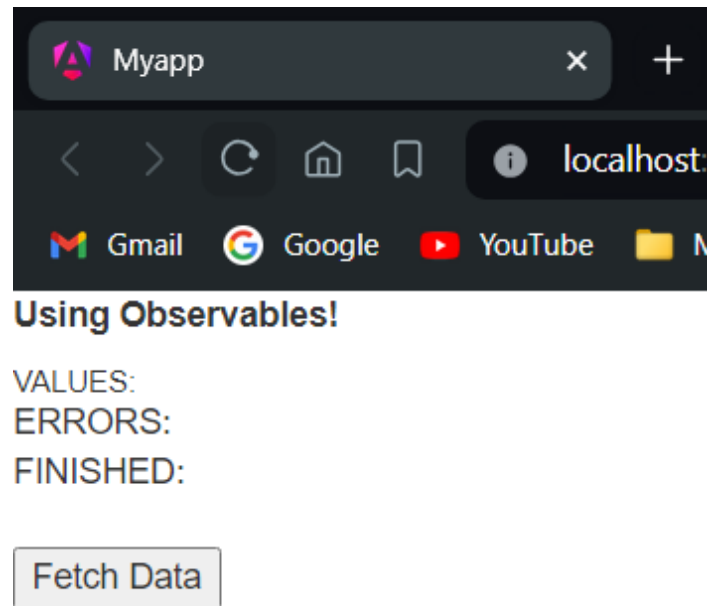 Myapp
localhost:
Gmail Google YouTube M
Using Observables!
VALUES:
ERRORS:
FINISHED:
Fetch Data